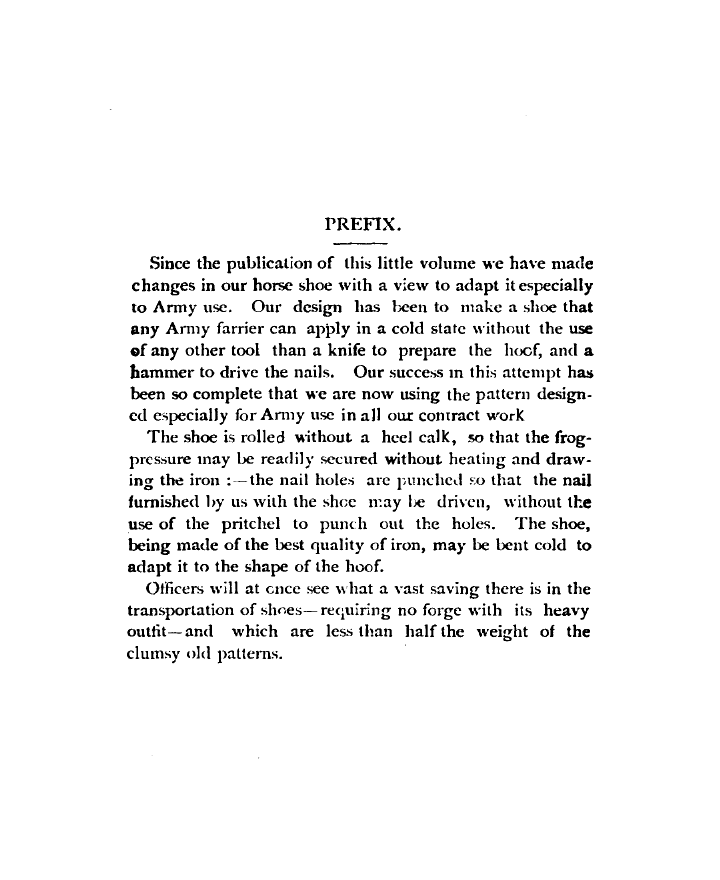 PREFIX.
Since the publication of this little volume we have made
changes in our horse shoe with a view to adapt it especially
to Army use. Our design has been to make a shoe that
any Army farrier can apply in a cold state without the use
of any other tool than a knife to prepare the hoof, and a
hammer to drive the nails. Our success in this attempt has
been so complete that we are now using the pattern design-
ed especially for Army use in all our contract work
The shoe is rolled without a heel calk, so that the frog-
pressure may be readily secured without heating and draw-
ing the iron :—the nail holes are punched so that the nail
furnished by us with the shoe may be driven, without the
use of the pritchel to punch out the holes. The shoe,
being made of the best quality of iron, may be bent cold to
adapt it to the shape of the hoof.
Officers will at once see what a vast saving there is in the
transportation of shoes—requiring no forge with its heavy
outfit—and which are less than half the weight of the
clumsy old patterns.